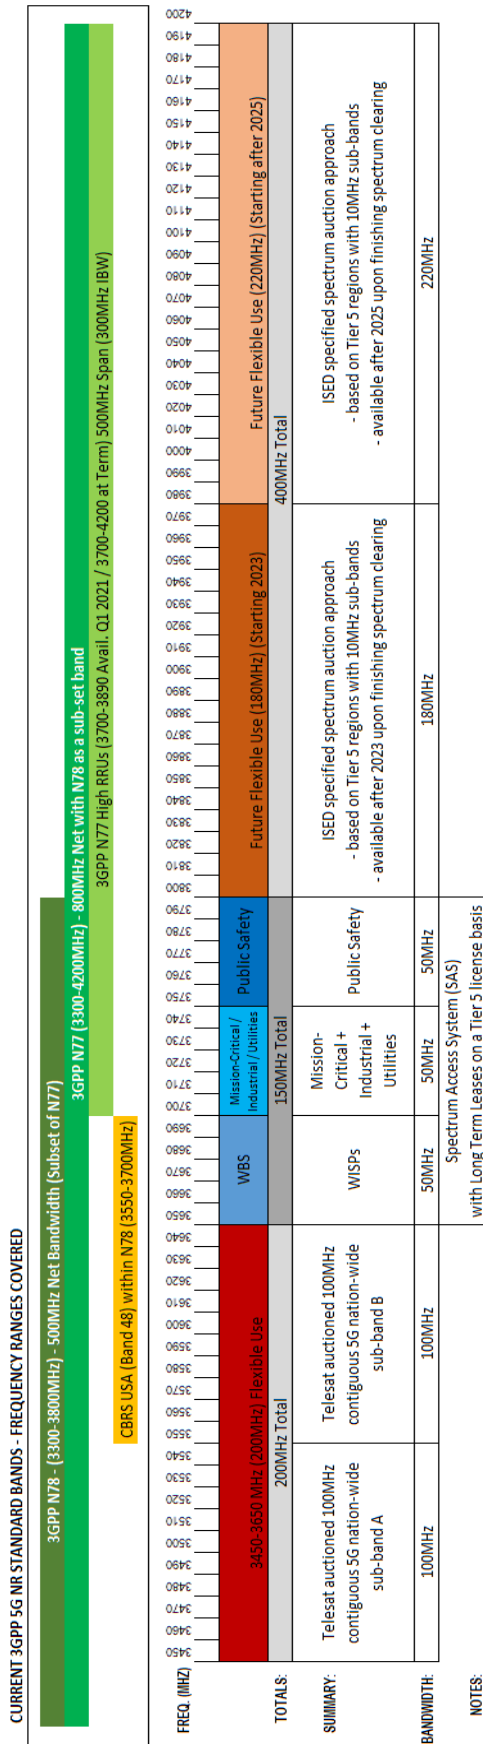 CURRENT 3GPP 5G NR STANDARD BANDS - FREQUENCY RANGES COVERED
3GPP N78 - (3300-3800MHz) - 500MHz Net Bandwidth (Subset of N77)
3GPP N77 (3300-4200MHz) - 800MHz Net with N78 as a sub-set band
3GPP N77 High RRUs (3700-3890 Avail. Q1 2021 / 3700-4200 at Term) 500MHz Span (300MHz IBW)
CBRS USA (Band 48) within N78 (3550-3700MHz)
FREQ. (MHZ) 3450 3460 3470 3480 3490 3500 3510 3520 3530 3540 3550 3560 3570 3580 3590 3600 3610 3620 3630 3640 3650 3660 3670 3680 3690 3700 3710 3720 3730 3740 3750 3760 3770 3780 3790 3800 3810 3820 3830 3840 3850 3860 3870 3880 3890 3900 3910 3920 3930 3940 3950 3960 3970 3980 3990 4000 4010 4020 4030 4040 4050 4060 4070 4080 4090 4100 4110 4120 4130 4140 4150 4160 4170 4180 4190 4200
3450-3650 MHz (200MHz) Flexible Use
WBS
Mission-Critical /
Industrial / Utilities
Public Safety
Future Flexible Use (180MHz) (Starting 2023)
Future Flexible Use (220MHz) (Starting after 2025)
TOTALS: 200MHz Total 150MHz Total 400MHz Total
SUMMARY:
Telesat auctioned 100MHz
contiguous 5G nation-wide
sub-band A
Telesat auctioned 100MHz
contiguous 5G nation-wide
sub-band B
WISPs
Mission-
Critical +
Industrial +
Utilities
Public Safety
ISED specified spectrum auction approach
- based on Tier 5 regions with 10MHz sub-bands
- available after 2023 upon finishing spectrum clearing
ISED specified spectrum auction approach
- based on Tier 5 regions with 10MHz sub-bands
- available after 2025 upon finishing spectrum clearing
BANDWIDTH: 100MHz 100MHz 50MHz 50MHz 50MHz 180MHz 220MHz
NOTES:
Spectrum Access System (SAS)
with Long Term Leases on a Tier 5 license basis